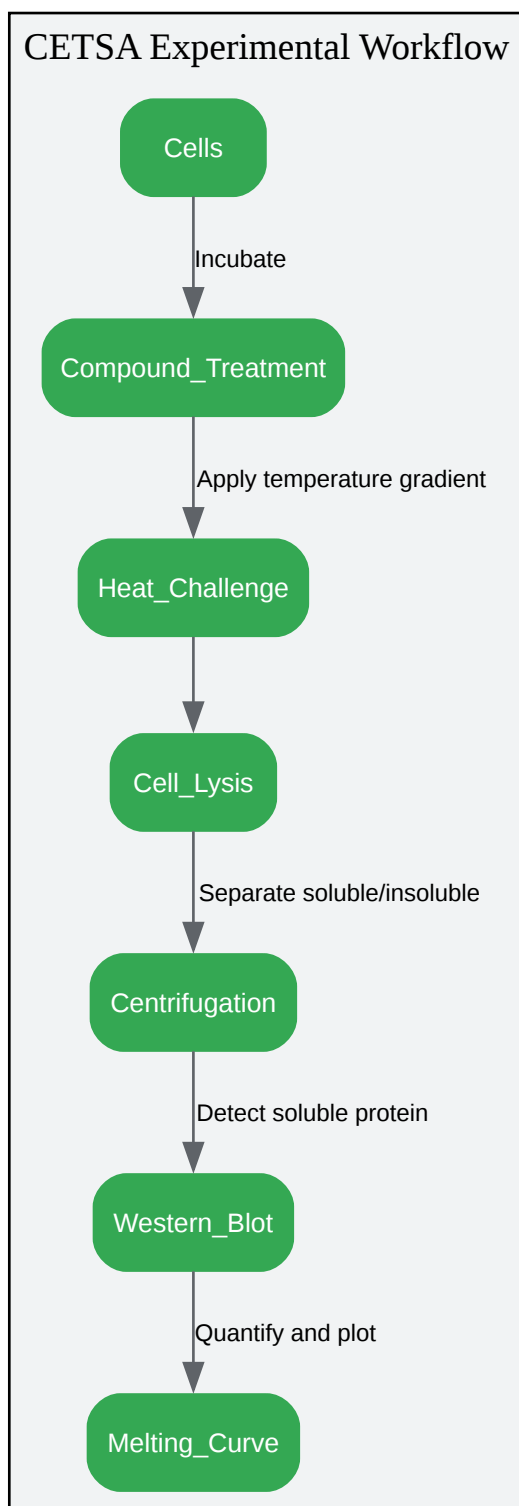 CETSA Experimental Workflow
Cells
Incubate
Compound_Treatment
Apply temperature gradient
Heat_Challenge
Cell_Lysis
Separate soluble/insoluble
Centrifugation
Detect soluble protein
Western_Blot
Quantify and plot
Melting_Curve